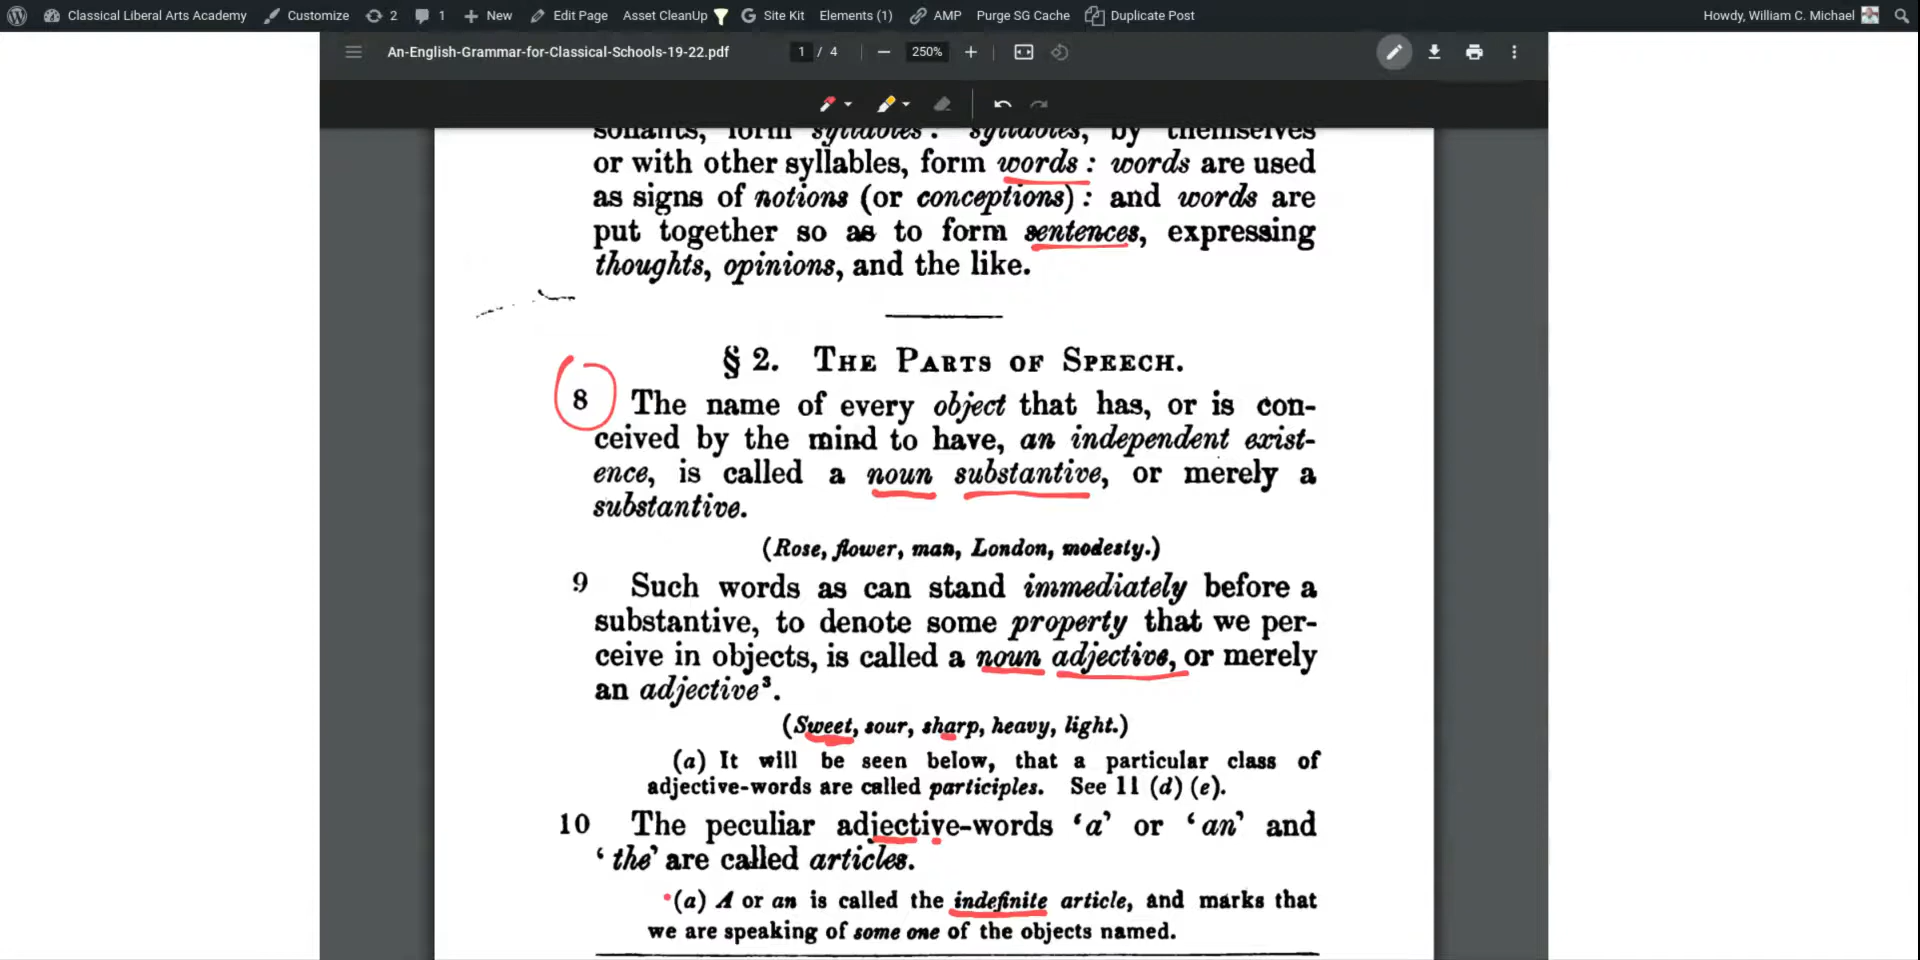 Classical Liberal Arts Academy Customize 2 1 New Edit Page Asset CleanUp Site Kit Elements (1) AMP Purge SG Cache Duplicate Post Howdy, William C. Michael
An-English-Grammar-for-Classical-Schools-19-22.pdf 1 / 4 250%
sonants, form syllables: syllables, by themselves
or with other syllables, form words: words are used
as signs of notions (or conceptions): and words are
put together so as to form sentences, expressing
thoughts, opinions, and the like.
§ 2. THE PARTS OF SPEECH.
8 The name of every object that has, or is con-
ceived by the mind to have, an independent exist-
ence, is called a noun substantive, or merely a
substantive.
(Rose, flower, man, London, modesty.)
9 Such words as can stand immediately before a
substantive, to denote some property that we per-
ceive in objects, is called a noun adjective, or merely
an adjective³.
(Sweet, sour, sharp, heavy, light.)
(a) It will be seen below, that a particular class of
adjective-words are called participles. See 11 (d) (e).
10 The peculiar adjective-words ‘a’ or ‘an’ and
‘the’ are called articles.
(a) A or an is called the indefinite article, and marks that
we are speaking of some one of the objects named.